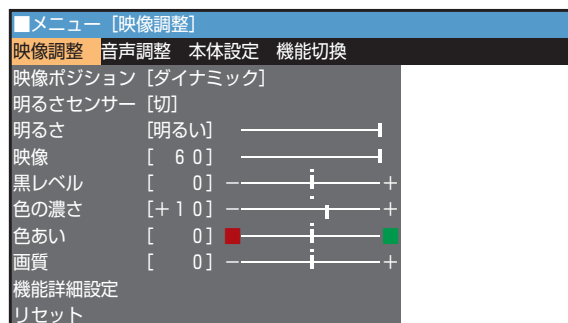 ■メニュー [映像調整]
映像調整 音声調整 本体設定 機能切換
映像ポジション [ダイナミック]
明るさセンサー [切]
明るさ [明るい]
映像 [ 60]
黒レベル [ 0] − +
色の濃さ [+10] − +
色あい [ 0]
画質 [ 0] − +
機能詳細設定
リセット